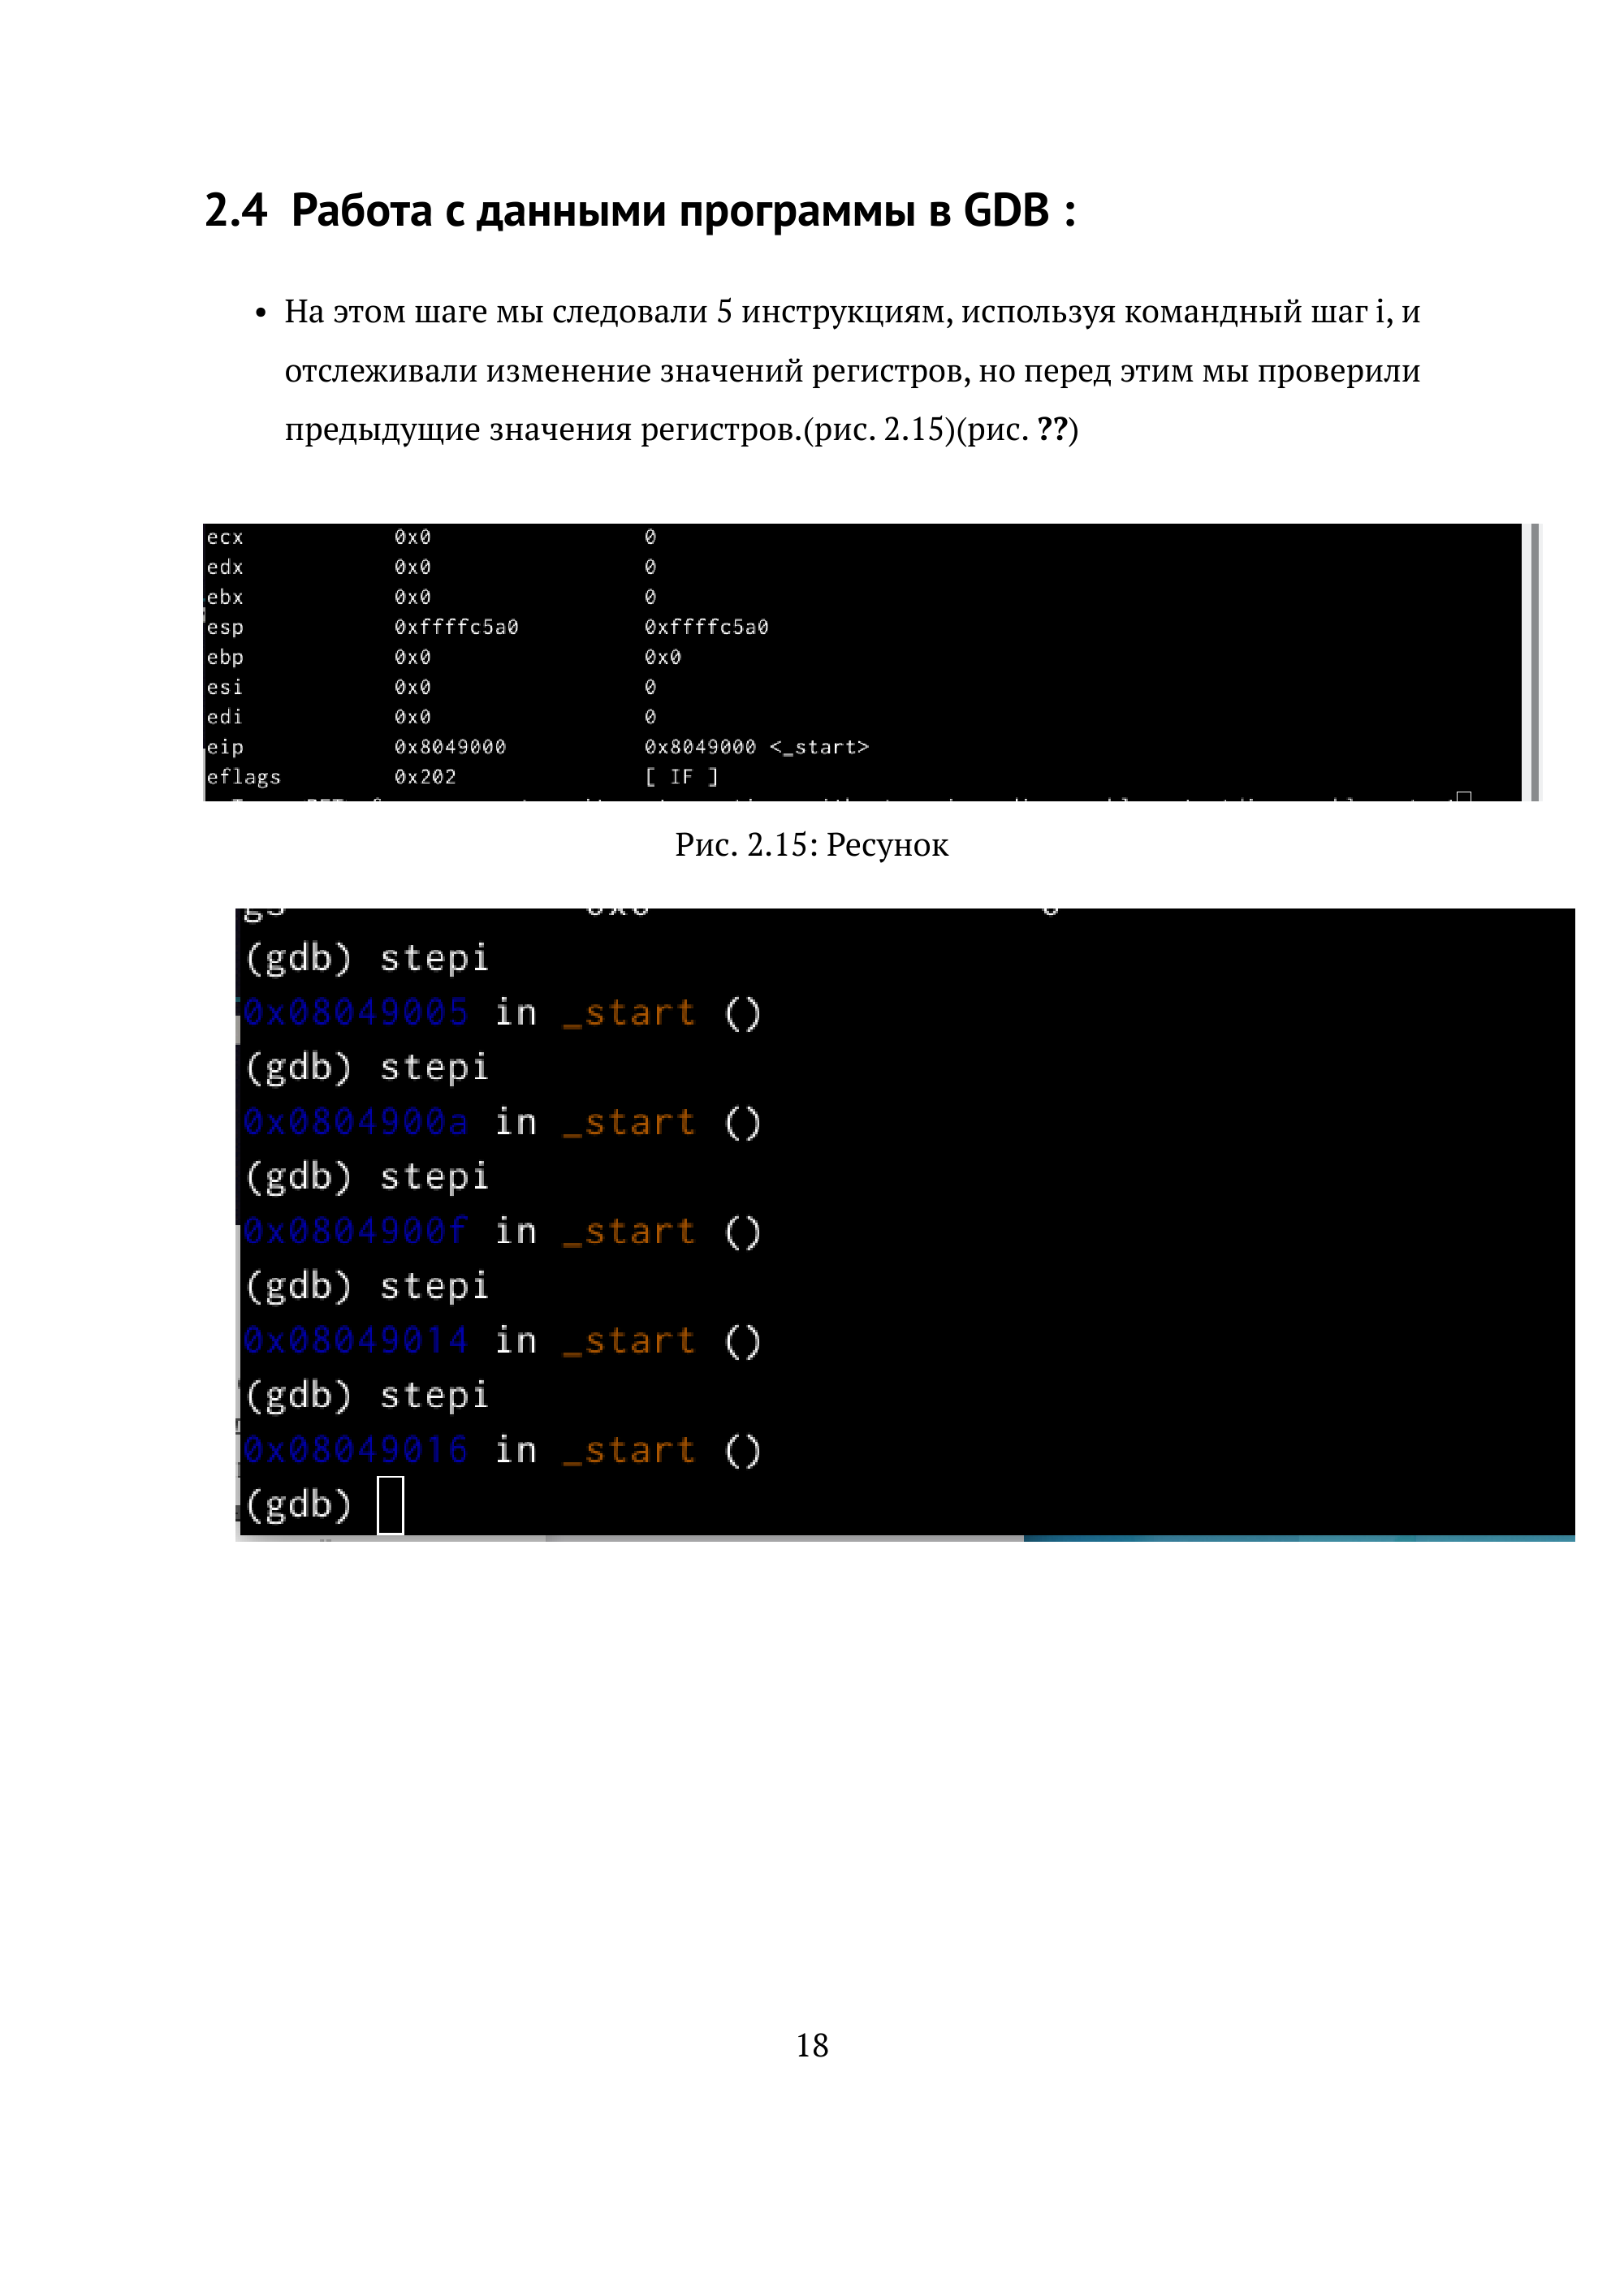 2.4 Работа с данными программы в GDB :
• На этом шаге мы следовали 5 инструкциям, используя командный шаг i, и
отслеживали изменение значений регистров, но перед этим мы проверили
предыдущие значения регистров.(рис. 2.15)(рис. ??)
ecx 0x0 0
edx 0x0 0
ebx 0x0 0
esp 0xffffc5a0 0xffffc5a0
ebp 0x0 0x0
esi 0x0 0
edi 0x0 0
eip 0x8049000 0x8049000 <_start>
eflags 0x202 [ IF ]
Рис. 2.15: Ресунок
(gdb) stepi
0x08049005 in _start ()
(gdb) stepi
0x0804900a in _start ()
(gdb) stepi
0x0804900f in _start ()
(gdb) stepi
0x08049014 in _start ()
(gdb) stepi
0x08049016 in _start ()
(gdb)
18